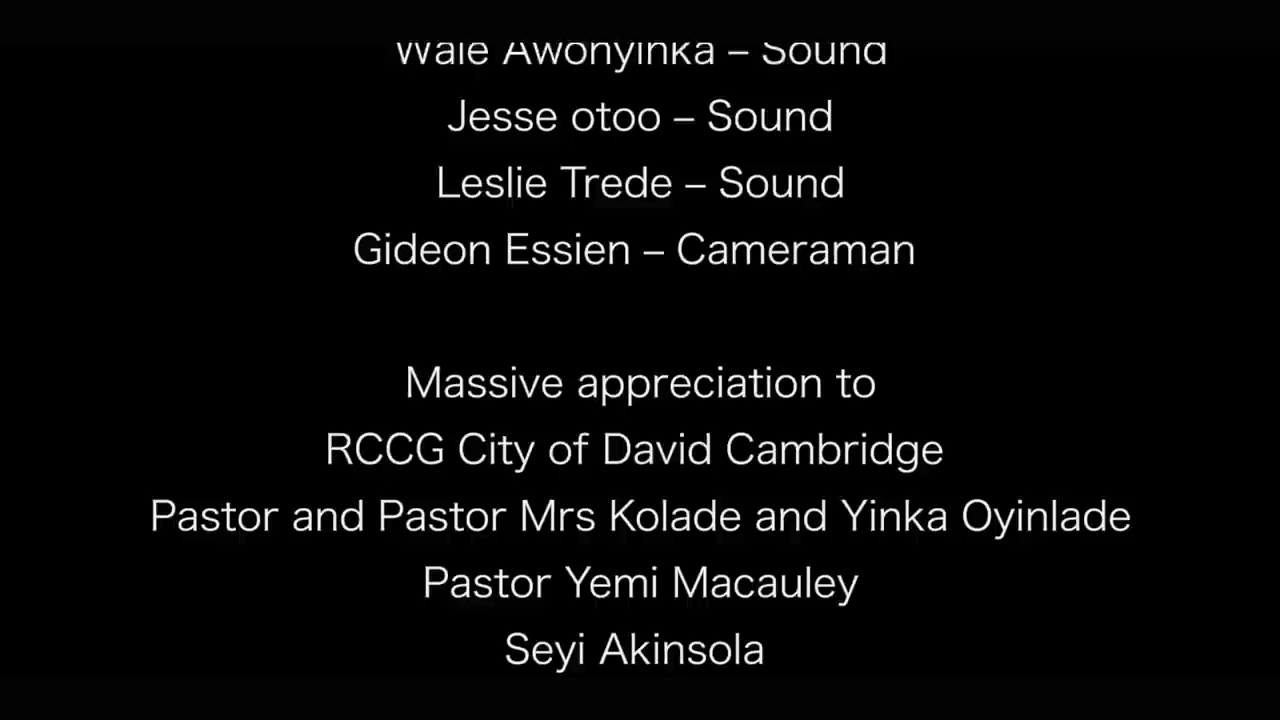 Wale Awonyinka – Sound
Jesse otoo – Sound
Leslie Trede – Sound
Gideon Essien – Cameraman
Massive appreciation to
RCCG City of David Cambridge
Pastor and Pastor Mrs Kolade and Yinka Oyinlade
Pastor Yemi Macauley
Seyi Akinsola